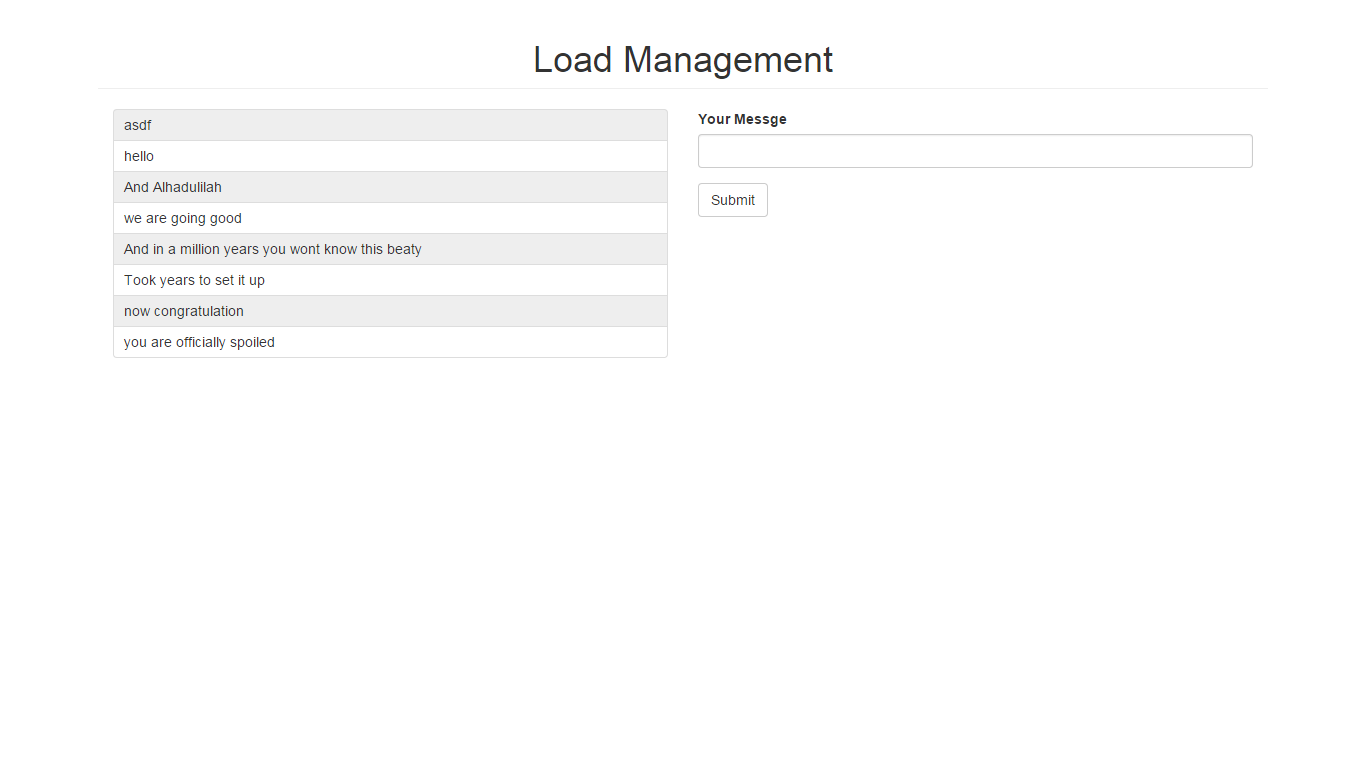 Load Management
asdf
hello
And Alhadulilah
we are going good
And in a million years you wont know this beaty
Took years to set it up
now congratulation
you are officially spoiled
Your Messge
Submit